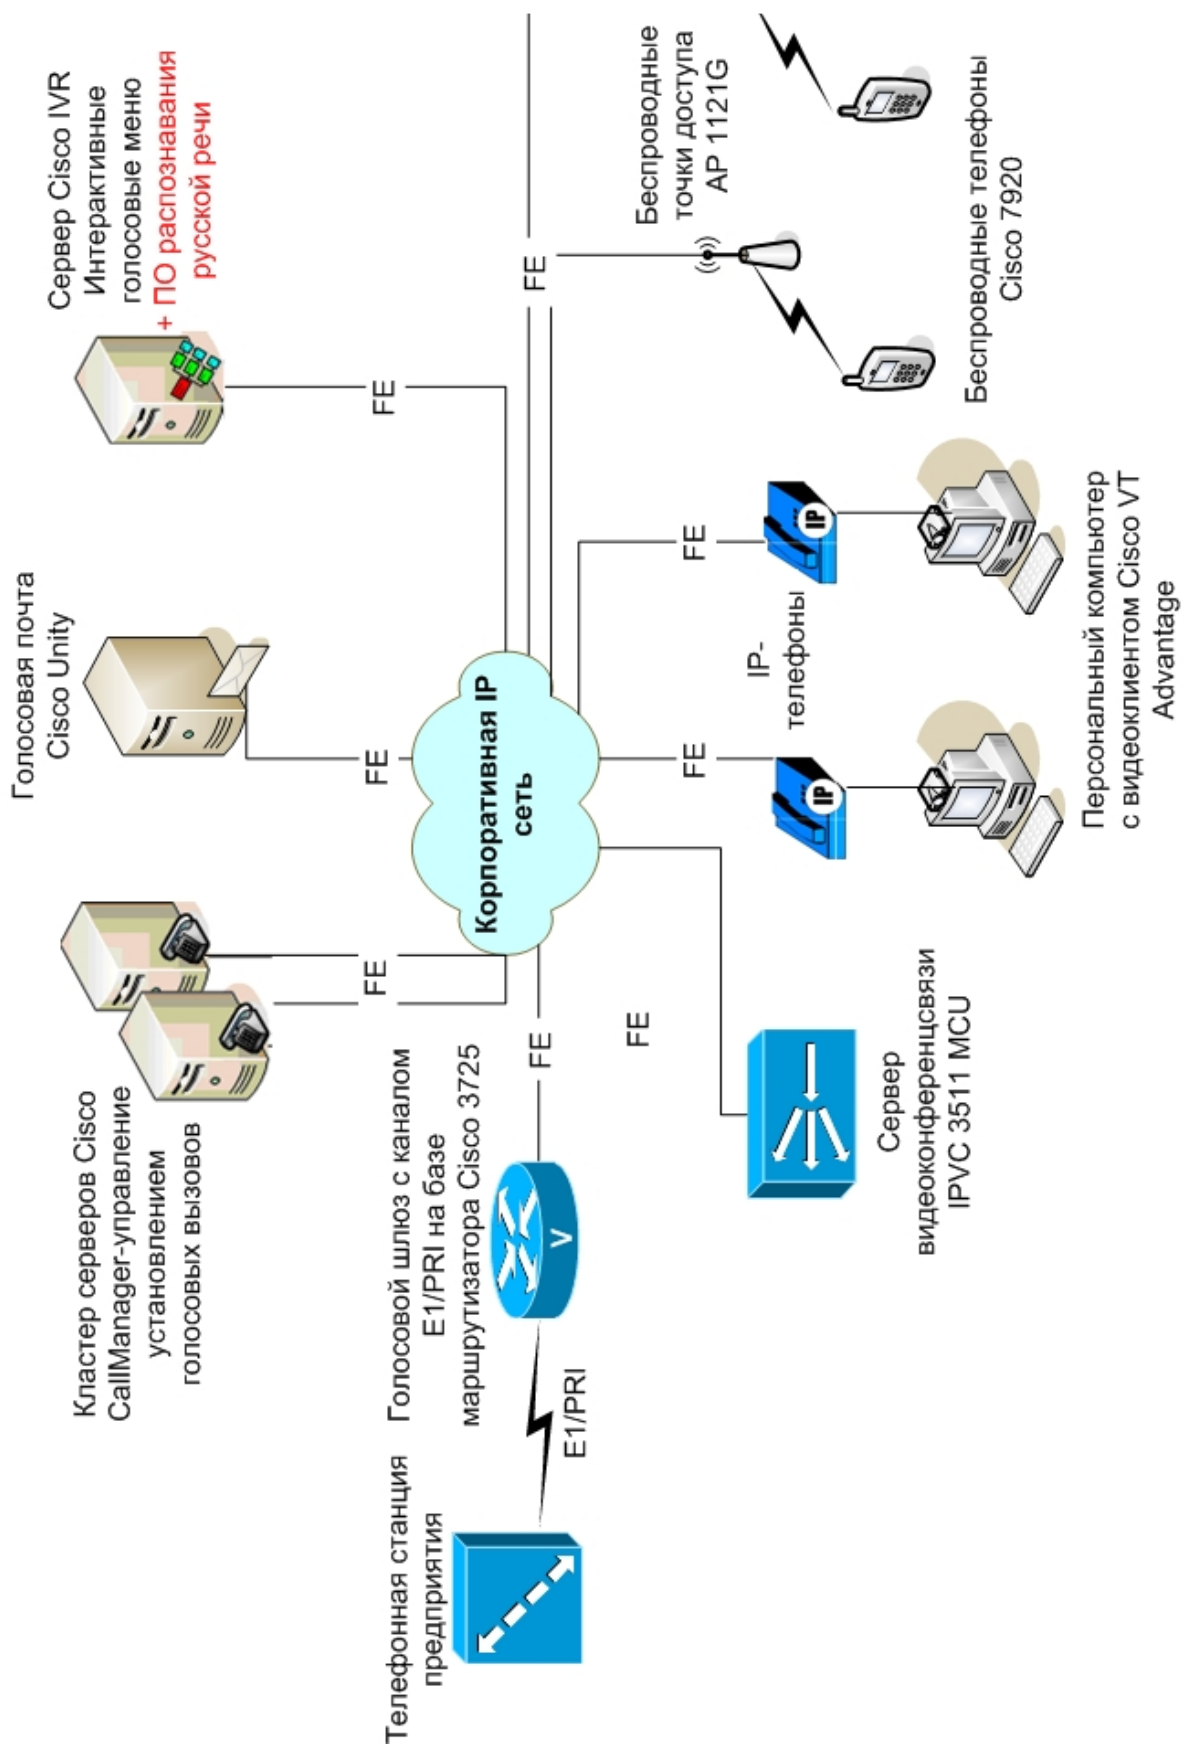 Кластер серверов Cisco
CallManager-управление
установлением
голосовых вызовов
Голосовая почта
Cisco Unity
Сервер Cisco IVR
Интерактивные
голосовые меню
+ ПО распознавания
русской речи
FE
FE
FE
Телефонная станция
предприятия
E1/PRI
Голосовой шлюз с каналом
E1/PRI на базе
маршрутизатора Cisco 3725
V
FE
Корпоративная IP
сеть
FE
FE
FE
FE
Беспроводные
точки доступа
AP 1121G
IP-
телефоны
IP
IP
Сервер
видеоконференцсвязи
IPVC 3511 MCU
Персональный компьютер
с видеоклиентом Cisco VT
Advantage
Беспроводные телефоны
Cisco 7920